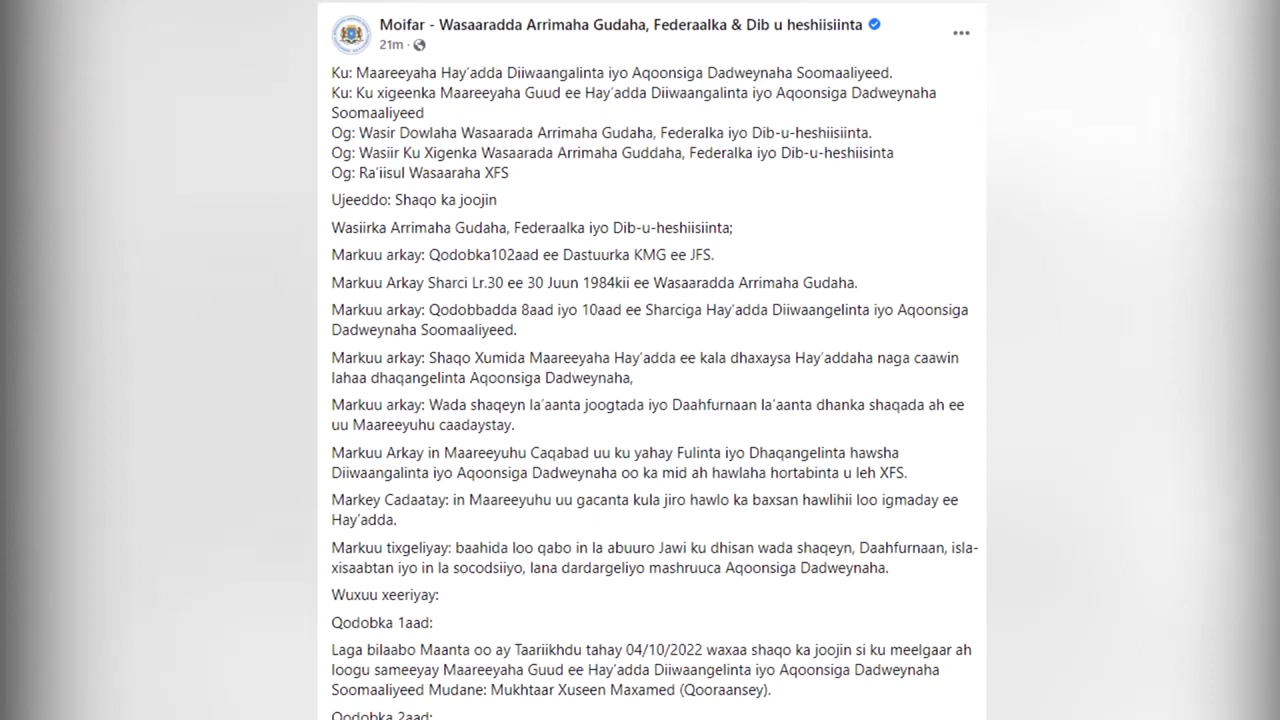 Moifar - Wasaaradda Arrimaha Gudaha, Federaalka & Dib u heshiisiinta
21m ·
Ku: Maareeyaha Hay'adda Diiwaangalinta iyo Aqoonsiga Dadweynaha Soomaaliyeed.
Ku: Ku xigeenka Maareeyaha Guud ee Hay'adda Diiwaangalinta iyo Aqoonsiga Dadweynaha
Soomaaliyeed
Og: Wasir Dowlaha Wasaarada Arrimaha Gudaha, Federalka iyo Dib-u-heshiisiinta.
Og: Wasiir Ku Xigenka Wasaarada Arrimaha Guddaha, Federalka iyo Dib-u-heshiisinta
Og: Ra'iisul Wasaaraha XFS
Ujeeddo: Shaqo ka joojin
Wasiirka Arrimaha Gudaha, Federaalka iyo Dib-u-heshiisiinta;
Markuu arkay: Qodobka102aad ee Dastuurka KMG ee JFS.
Markuu Arkay Sharci Lr.30 ee 30 Juun 1984kii ee Wasaaradda Arrimaha Gudaha.
Markuu arkay: Qodobbadda 8aad iyo 10aad ee Sharciga Hay'adda Diiwaangelinta iyo Aqoonsiga
Dadweynaha Soomaaliyeed.
Markuu arkay: Shaqo Xumida Maareeyaha Hay'adda ee kala dhaxaysa Hay'addaha naga caawin
lahaa dhaqangelinta Aqoonsiga Dadweynaha,
Markuu arkay: Wada shaqeyn la'aanta joogtada iyo Daahfurnaan la'aanta dhanka shaqada ah ee
uu Maareeyuhu caadaystay.
Markuu Arkay in Maareeyuhu Caqabad uu ku yahay Fulinta iyo Dhaqangelinta hawsha
Diiwaangalinta iyo Aqoonsiga Dadweynaha oo ka mid ah hawlaha hortabinta u leh XFS.
Markey Cadaatay: in Maareeyuhu uu gacanta kula jiro hawlo ka baxsan hawlihii loo igmaday ee
Hay'adda.
Markuu tixgeliyay: baahida loo qabo in la abuuro Jawi ku dhisan wada shaqeyn, Daahfurnaan, isla-
xisaabtan iyo in la socodsiiyo, lana dardargeliyo mashruuca Aqoonsiga Dadweynaha.
Wuxuu xeeriyay:
Qodobka 1aad:
Laga bilaabo Maanta oo ay Taariikhdu tahay 04/10/2022 waxaa shaqo ka joojin si ku meelgaar ah
loogu sameeyay Maareeyaha Guud ee Hay'adda Diiwaangelinta iyo Aqoonsiga Dadweynaha
Soomaaliyeed Mudane: Mukhtaar Xuseen Maxamed (Qooraansey).
Qodobka 2aad: